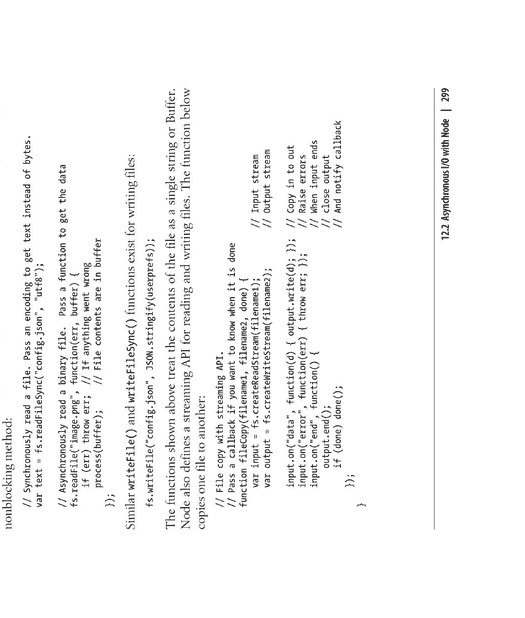 nonblocking method:
// Synchronously read a file. Pass an encoding to get text instead of bytes.
var text = fs.readFileSync("config.json", "utf8");
// Asynchronously read a binary file.  Pass a function to get the data
fs.readFile("image.png", function(err, buffer) {
    if (err) throw err;  // If anything went wrong
    process(buffer);     // File contents are in buffer
});
Similar writeFile() and writeFileSync() functions exist for writing files:
fs.writeFile("config.json", JSON.stringify(userprefs));
The functions shown above treat the contents of the file as a single string or Buffer.
Node also defines a streaming API for reading and writing files. The function below
copies one file to another:
// File copy with streaming API.
// Pass a callback if you want to know when it is done
function fileCopy(filename1, filename2, done) {
    var input = fs.createReadStream(filename1);            // Input stream
    var output = fs.createWriteStream(filename2);          // Output stream
    input.on("data", function(d) { output.write(d); });    // Copy in to out
    input.on("error", function(err) { throw err; });       // Raise errors
    input.on("end", function() {                           // When input ends
        output.end();                                      // close output
        if (done) done();                                  // And notify callback
    });
}
12.2 Asynchronous I/O with Node | 299